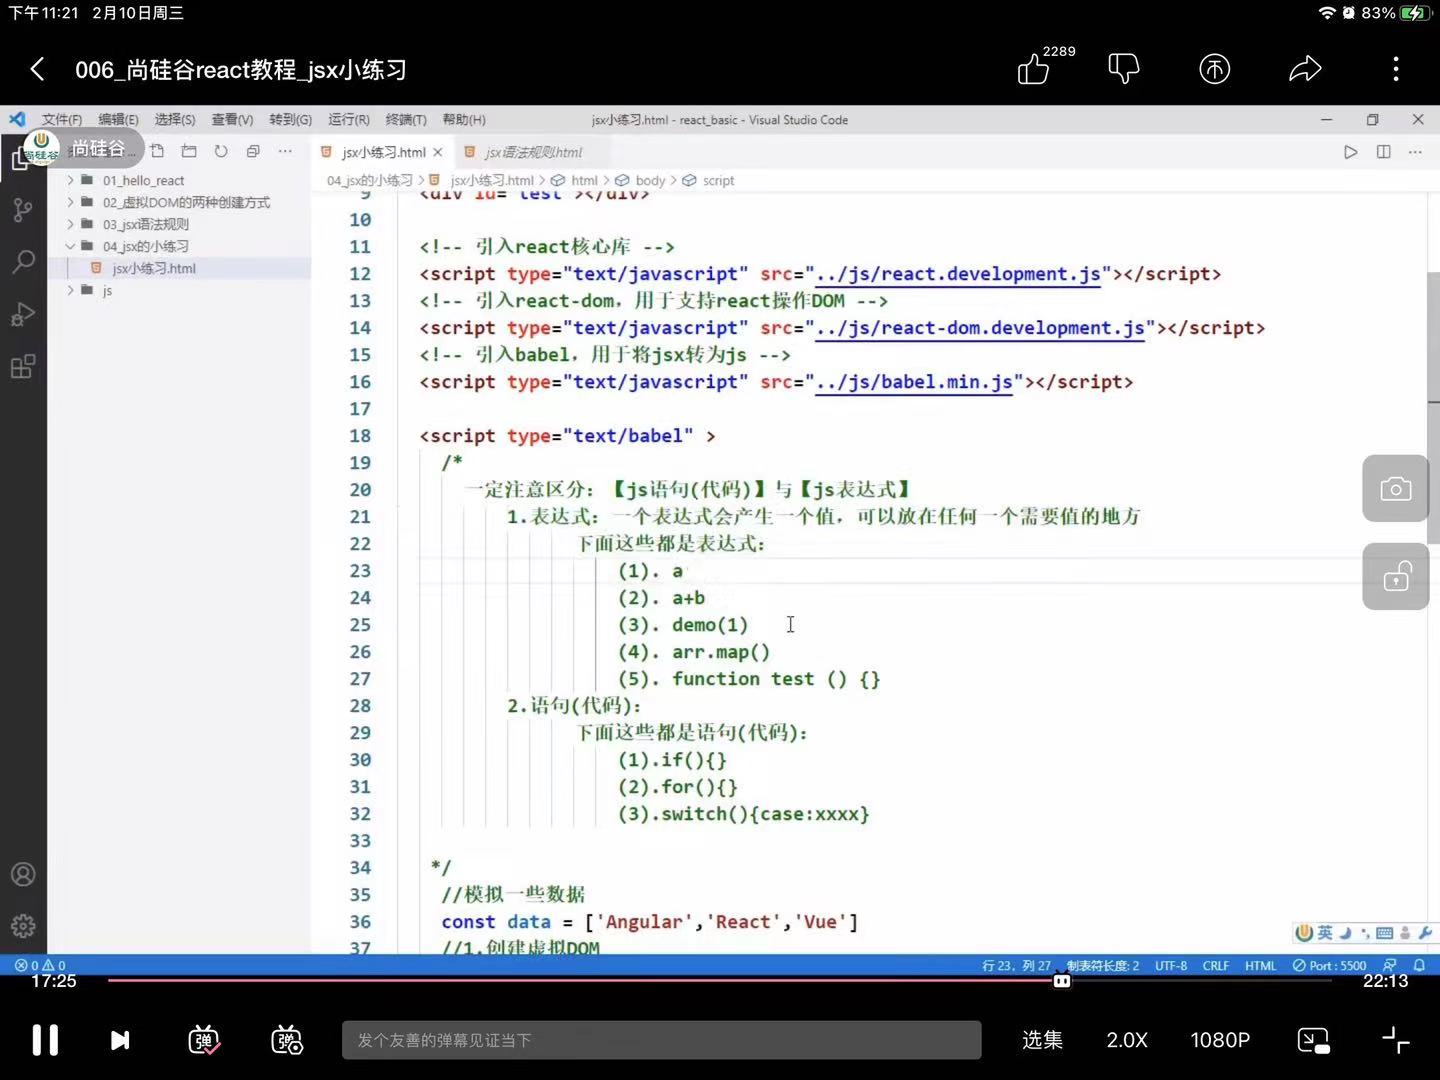 下午11:21 2月10日周三
83%
006_尚硅谷react教程_jsx小练习
2289
文件(F) 编辑(E) 选择(S) 查看(V) 转到(G) 运行(R) 终端(T) 帮助(H)
jsx小练习.html - react_basic - Visual Studio Code
尚硅谷
尚硅谷
jsx小练习.html
jsx语法规则.html
04_jsx的小练习 > jsx小练习.html > html > body > script
01_hello_react
02_虚拟DOM的两种创建方式
03_jsx语法规则
04_jsx的小练习
jsx小练习.html
js
9 <div id="test"></div>
10
11 <!-- 引入react核心库 -->
12 <script type="text/javascript" src="../js/react.development.js"></script>
13 <!-- 引入react-dom，用于支持react操作DOM -->
14 <script type="text/javascript" src="../js/react-dom.development.js"></script>
15 <!-- 引入babel，用于将jsx转为js -->
16 <script type="text/javascript" src="../js/babel.min.js"></script>
17
18 <script type="text/babel" >
19 /*
20 一定注意区分：【js语句(代码)】与【js表达式】
21 1.表达式：一个表达式会产生一个值，可以放在任何一个需要值的地方
22 下面这些都是表达式：
23 (1). a
24 (2). a+b
25 (3). demo(1)
26 (4). arr.map()
27 (5). function test () {}
28 2.语句(代码)：
29 下面这些都是语句(代码)：
30 (1).if(){}
31 (2).for(){}
32 (3).switch(){case:xxxx}
33
34 */
35 //模拟一些数据
36 const data = ['Angular','React','Vue']
37 //1.创建虚拟DOM
英
0 0
行 23，列 27 制表符长度: 2 UTF-8 CRLF HTML Port : 5500
17:25
22:13
弹
弹
发个友善的弹幕见证当下
选集
2.0X
1080P